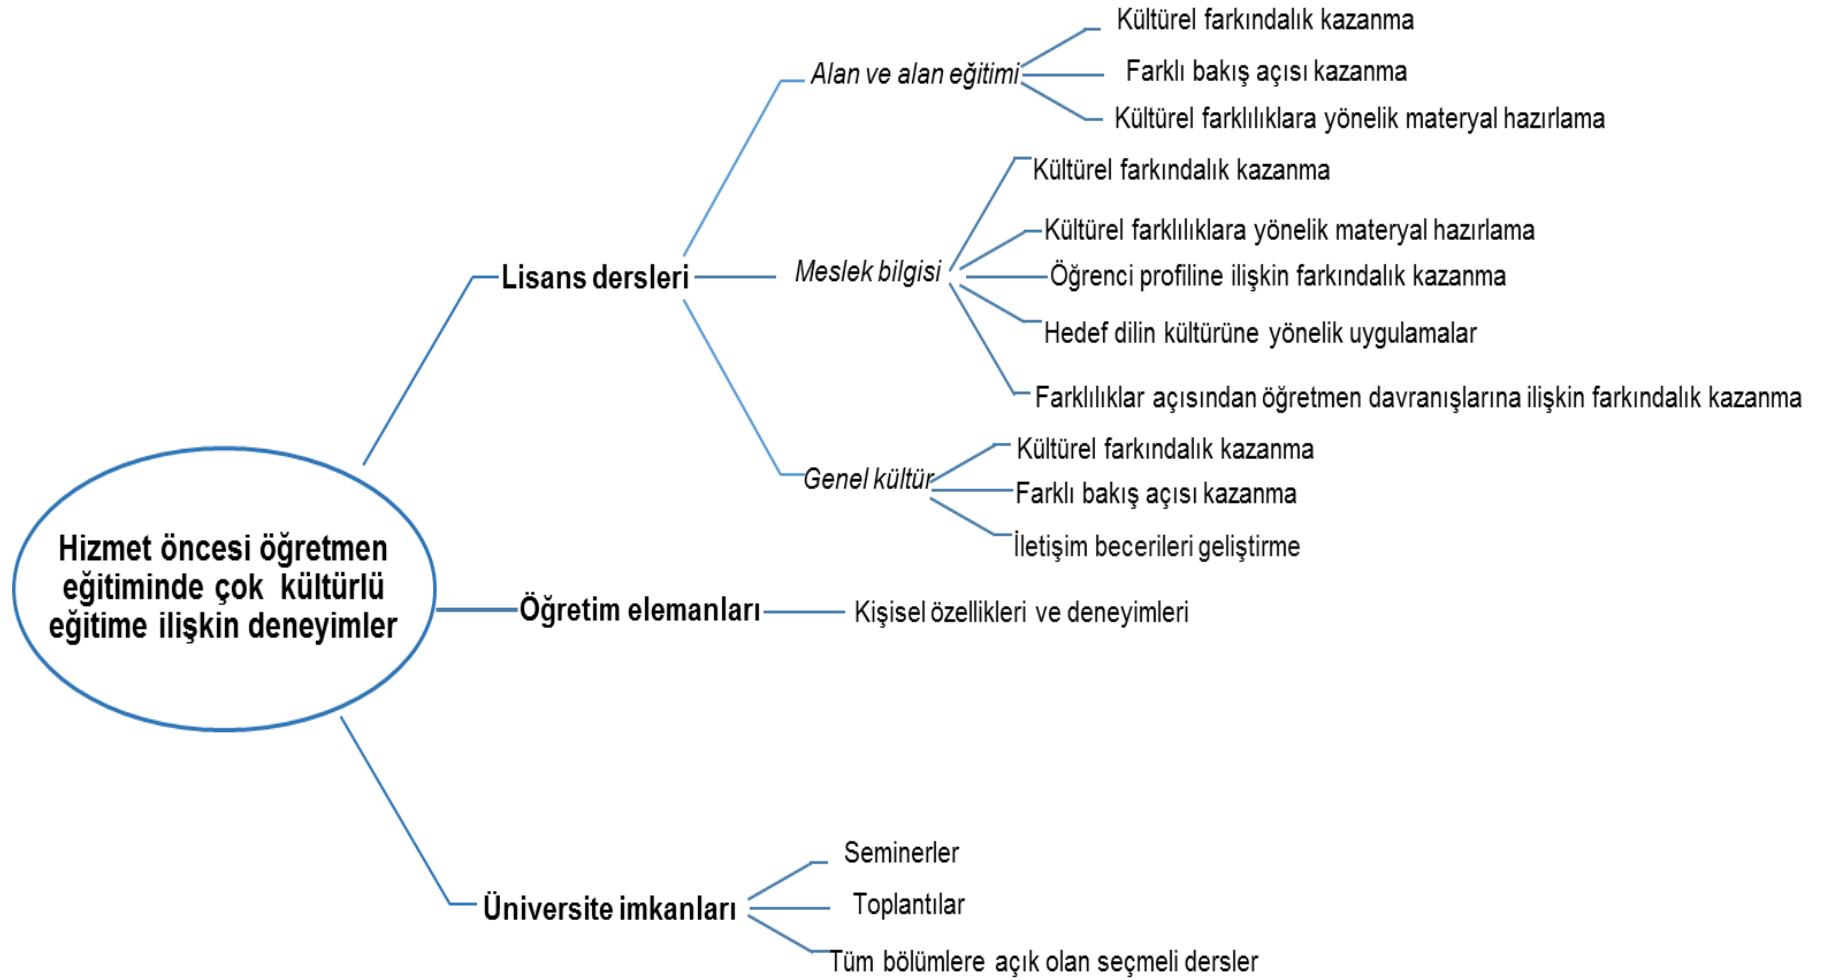 Hizmet öncesi öğretmen
eğitiminde çok kültürlü
eğitime ilişkin deneyimler
Lisans dersleri
Alan ve alan eğitimi
Kültürel farkındalık kazanma
Farklı bakış açısı kazanma
Kültürel farklılıklara yönelik materyal hazırlama
Meslek bilgisi
Kültürel farkındalık kazanma
Kültürel farklılıklara yönelik materyal hazırlama
Öğrenci profiline ilişkin farkındalık kazanma
Hedef dilin kültürüne yönelik uygulamalar
Farklılıklar açısından öğretmen davranışlarına ilişkin farkındalık kazanma
Genel kültür
Kültürel farkındalık kazanma
Farklı bakış açısı kazanma
İletişim becerileri geliştirme
Öğretim elemanları
Kişisel özellikleri ve deneyimleri
Üniversite imkanları
Seminerler
Toplantılar
Tüm bölümlere açık olan seçmeli dersler